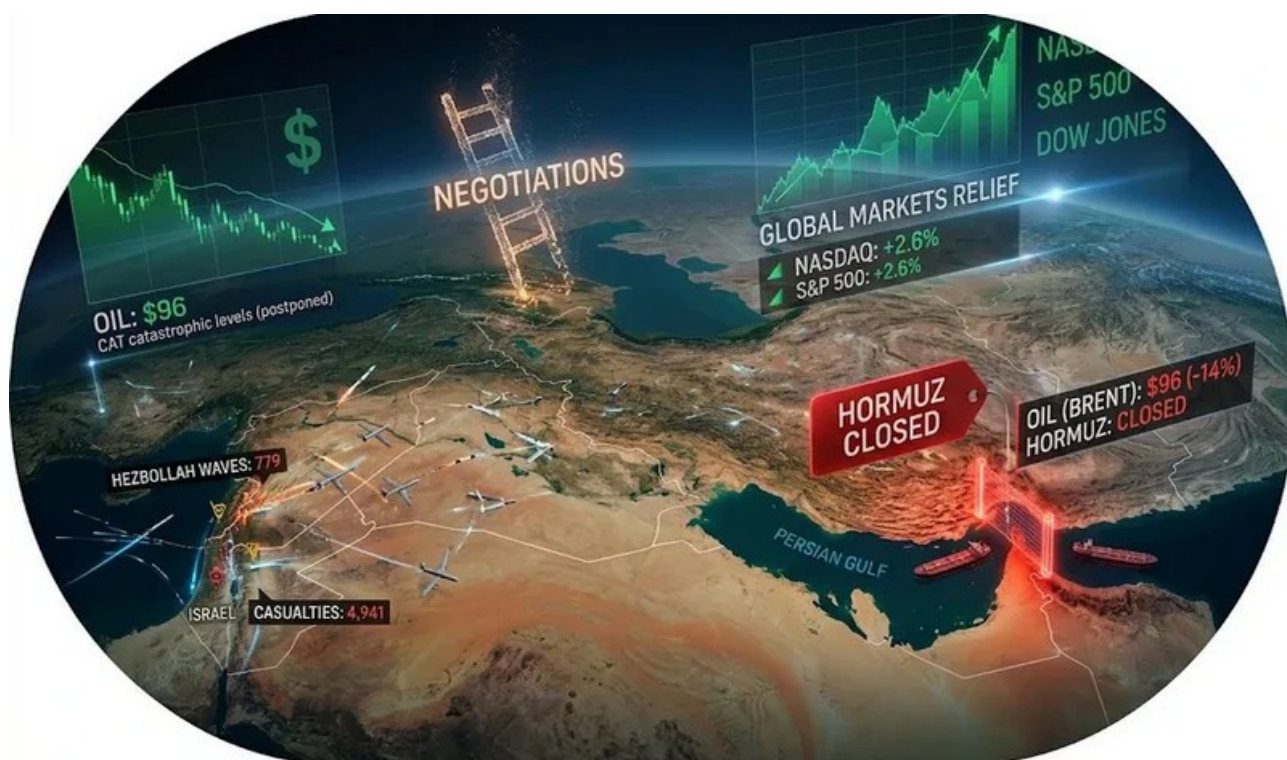 $
OIL: $96
CAT catastrophic levels (postponed)
NEGOTIATIONS
S&P 500
DOW JONES
GLOBAL MARKETS RELIEF
NASDAQ: +2.6%
S&P 500: +2.6%
HORMUZ
CLOSED
OIL (BRENT): $96 (-14%)
HORMUZ: CLOSED
HEZBOLLAH WAVES: 779
PERSIAN GULF
ISRAEL
CASUALTIES: 4,941